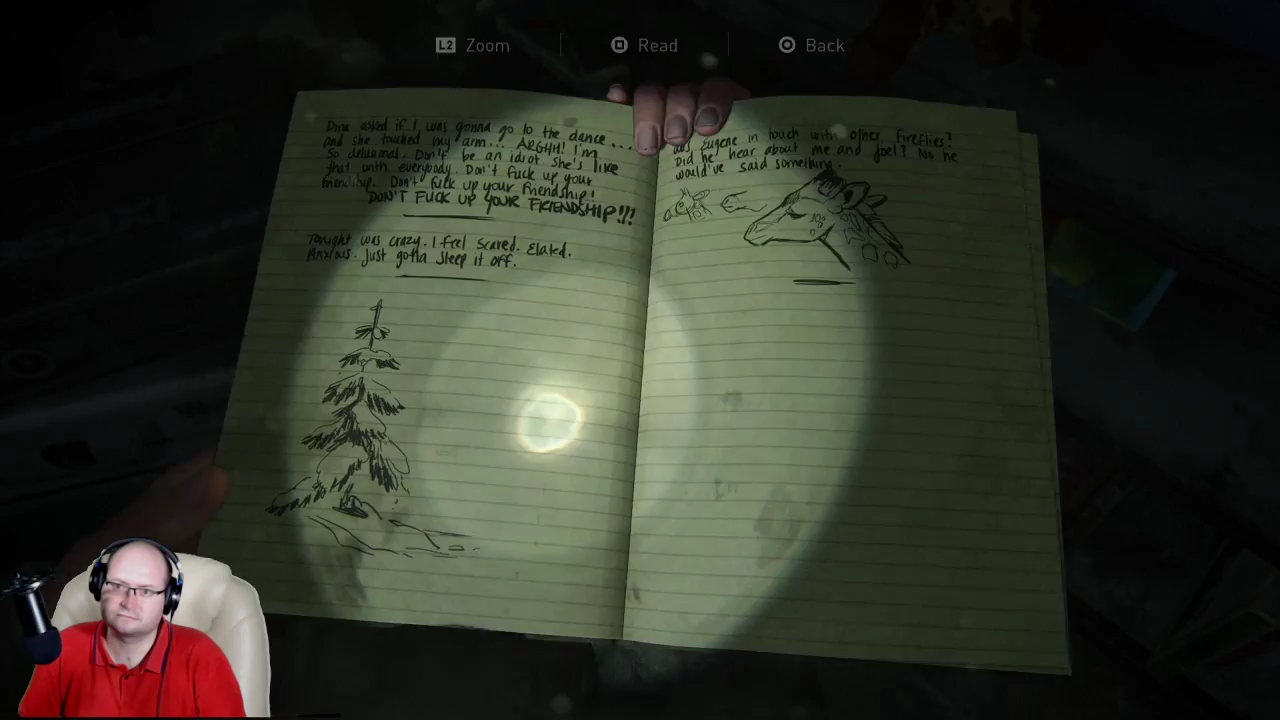 L2 Zoom
Read
Back
Dina asked if I was gonna go to the dance...
and she touched my arm... ARGHH! I'm
So delusional. Don't be an idiot she's like
that with everybody. Don't fuck up your
friendship. Don't fuck up your friendship!
DON'T FUCK UP YOUR FRIENDSHIP!!!
Tonight was crazy. I feel scared. Elated.
Anxious. Just gotta sleep it off.
Was Eugene in touch with other Fireflies?
Did he hear about me and Joel? No he
would've said something.